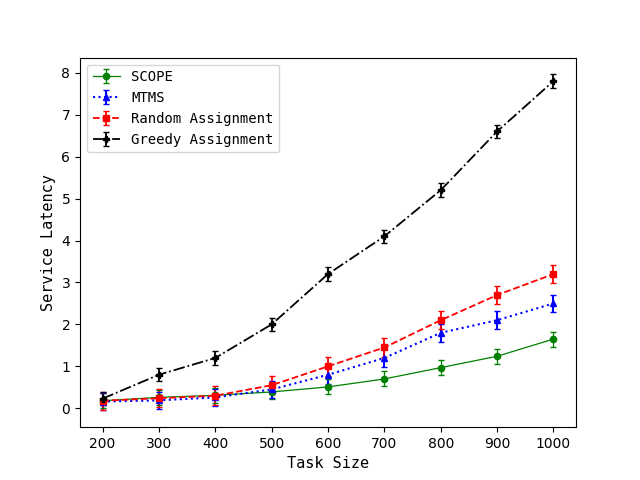 SCOPE
MTMS
Random Assignment
Greedy Assignment
Service Latency
8
7
6
5
4
3
2
1
0
200 300 400 500 600 700 800 900 1000
Task Size